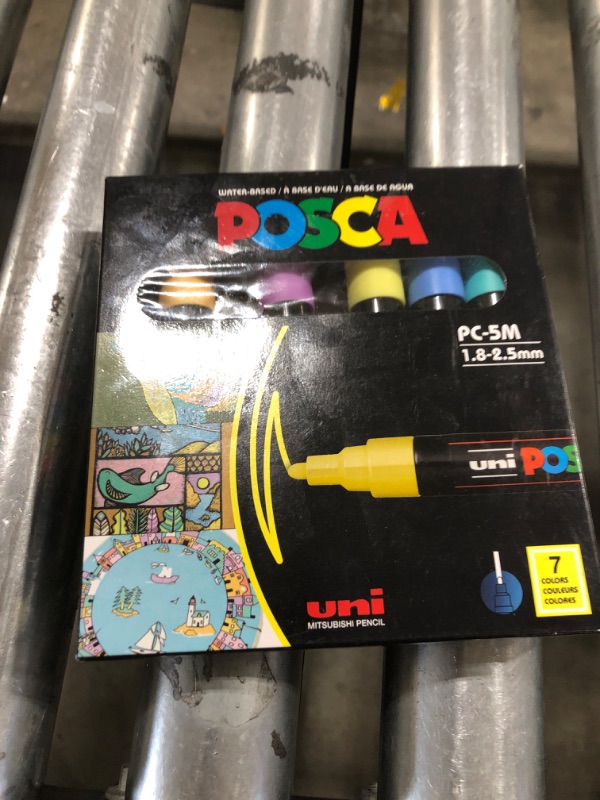 WATER-BASED / À BASE D'EAU / A BASE DE AGUA
POSCA
PC-5M
1.8-2.5mm
uni POS
7
COLORS
COULEURS
COLORES
uni
MITSUBISHI PENCIL